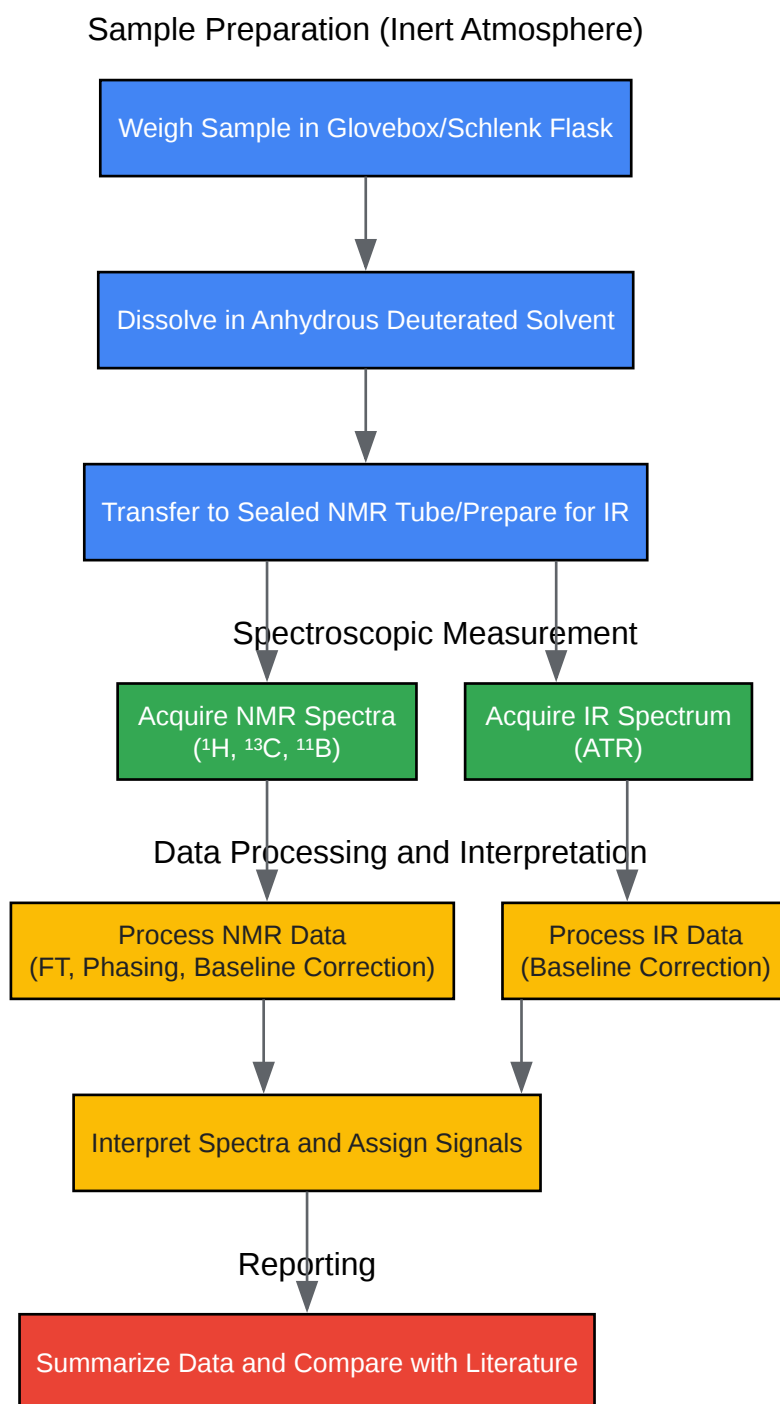 Sample Preparation (Inert Atmosphere)
Weigh Sample in Glovebox/Schlenk Flask
Dissolve in Anhydrous Deuterated Solvent
Transfer to Sealed NMR Tube/Prepare for IR
Spectroscopic Measurement
Acquire NMR Spectra
(¹H, ¹³C, ¹¹B)
Acquire IR Spectrum
(ATR)
Data Processing and Interpretation
Process NMR Data
(FT, Phasing, Baseline Correction)
Process IR Data
(Baseline Correction)
Interpret Spectra and Assign Signals
Reporting
Summarize Data and Compare with Literature